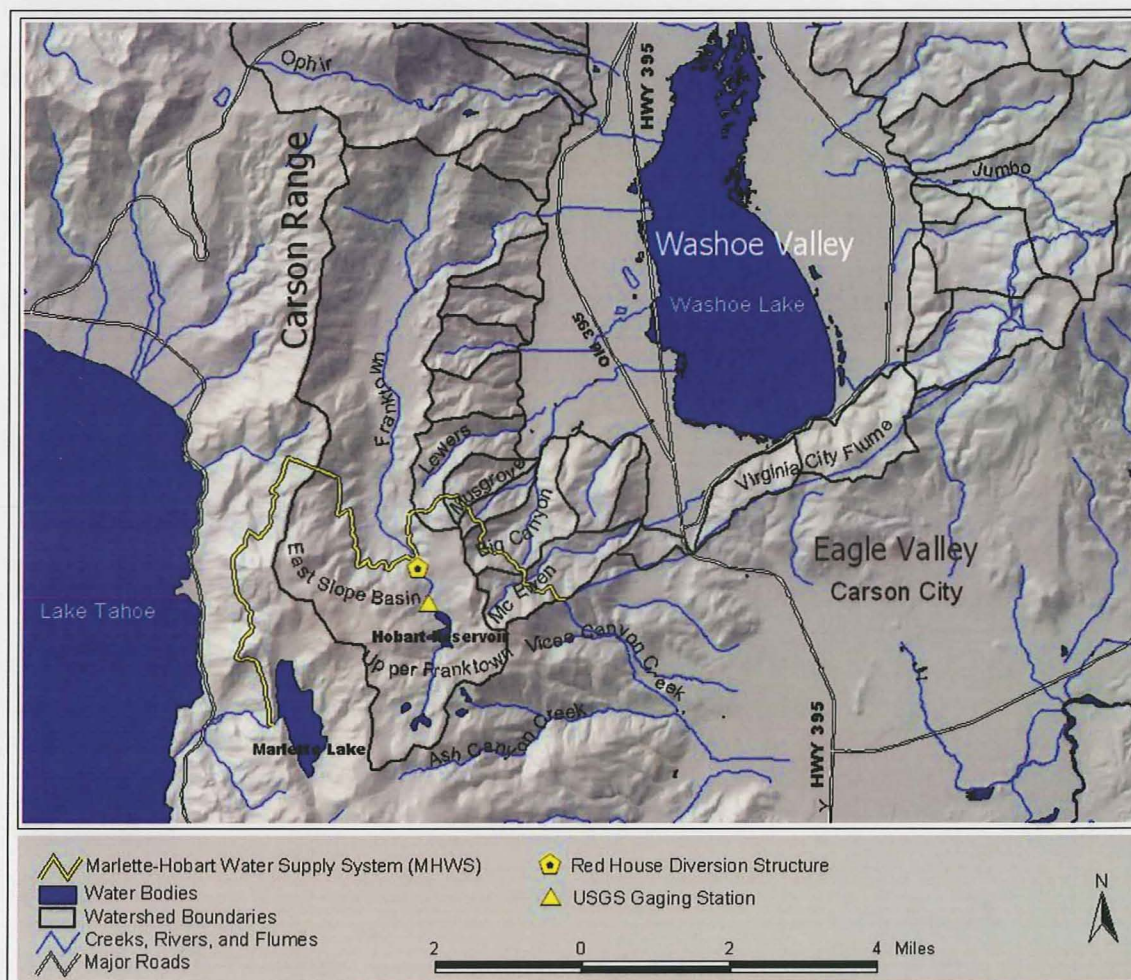 Ophir
HWY 395
Carson Range
Jumbo
Washoe Valley
Washoe Lake
Old 395
Franktown
Lewers
Musgrove
Virginia City Flume
Big Canyon
East Slope Basin
Mc Ewen
Eagle Valley
Carson City
Lake Tahoe
Hobart Reservoir
Up per Franktown
Vicee Canyon Creek
Marlette Lake
Ash Canyon Creek
HWY 395
Marlette-Hobart Water Supply System (MHWS)
Water Bodies
Watershed Boundaries
Creeks, Rivers, and Flumes
Major Roads
Red House Diversion Structure
USGS Gaging Station
N
2 0 2 4 Miles